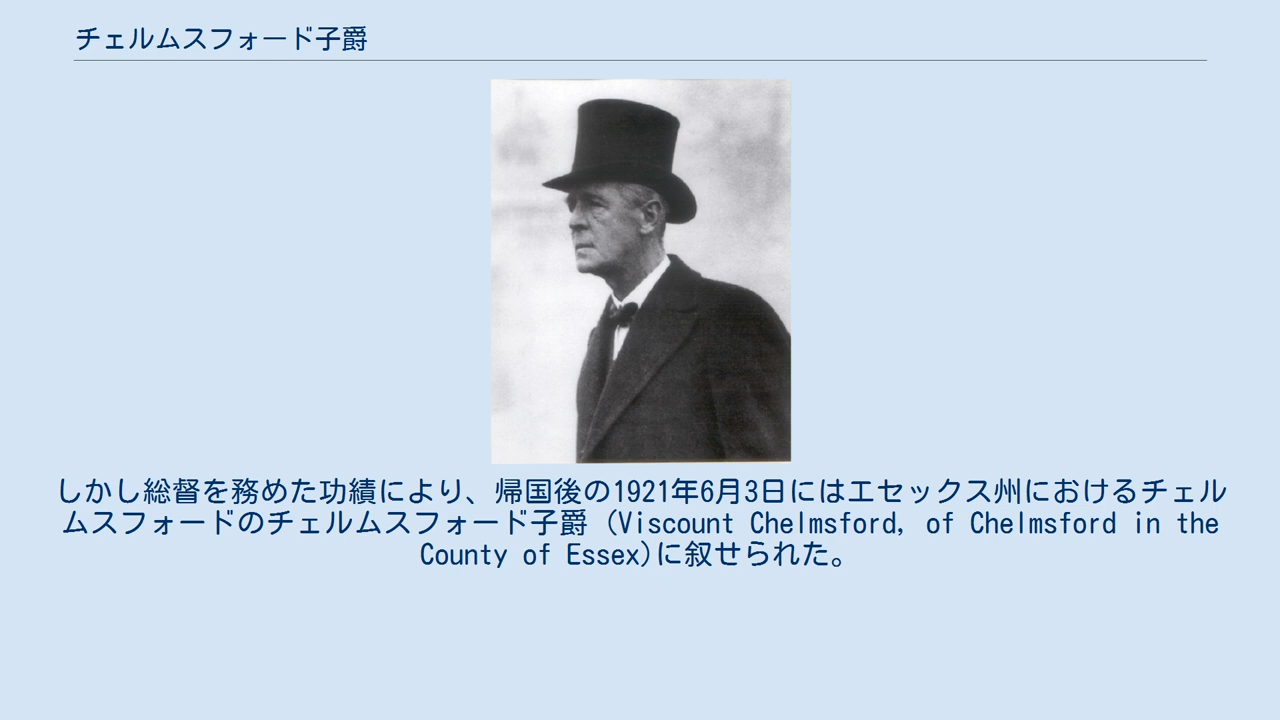 チェルムスフォード子爵
しかし総督を務めた功績により、帰国後の1921年6月3日にはエセックス州におけるチェル
ムスフォードのチェルムスフォード子爵 (Viscount Chelmsford, of Chelmsford in the
County of Essex)に叙せられた。